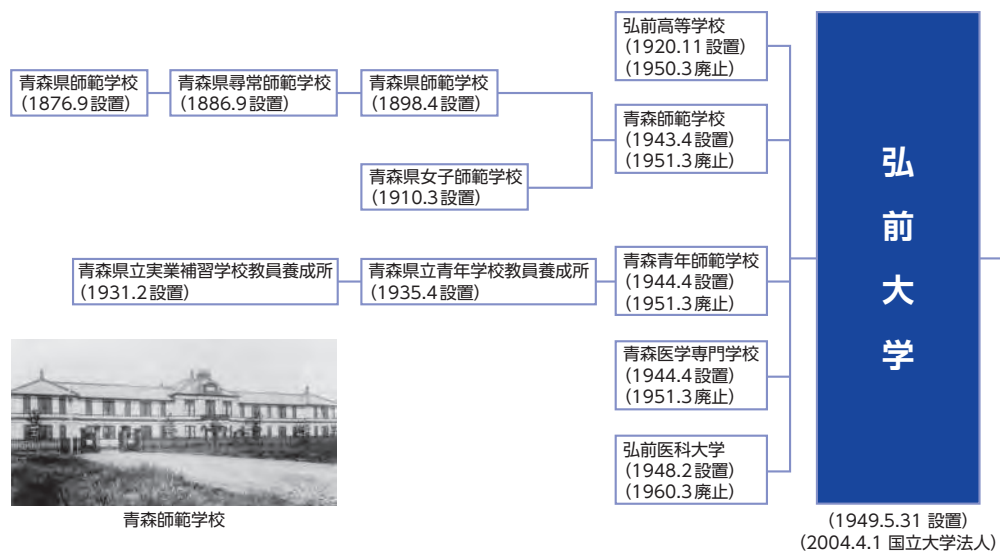 青森県師範学校
（1876.9設置）
青森県尋常師範学校
（1886.9設置）
青森県師範学校
（1898.4設置）
青森県女子師範学校
（1910.3設置）
青森県立実業補習学校教員養成所
（1931.2設置）
青森県立青年学校教員養成所
（1935.4設置）
弘前高等学校
（1920.11設置）
（1950.3廃止）
青森師範学校
（1943.4設置）
（1951.3廃止）
青森青年師範学校
（1944.4設置）
（1951.3廃止）
青森医学専門学校
（1944.4設置）
（1951.3廃止）
弘前医科大学
（1948.2設置）
（1960.3廃止）
弘前大学
（1949.5.31 設置）
（2004.4.1 国立大学法人）
青森師範学校